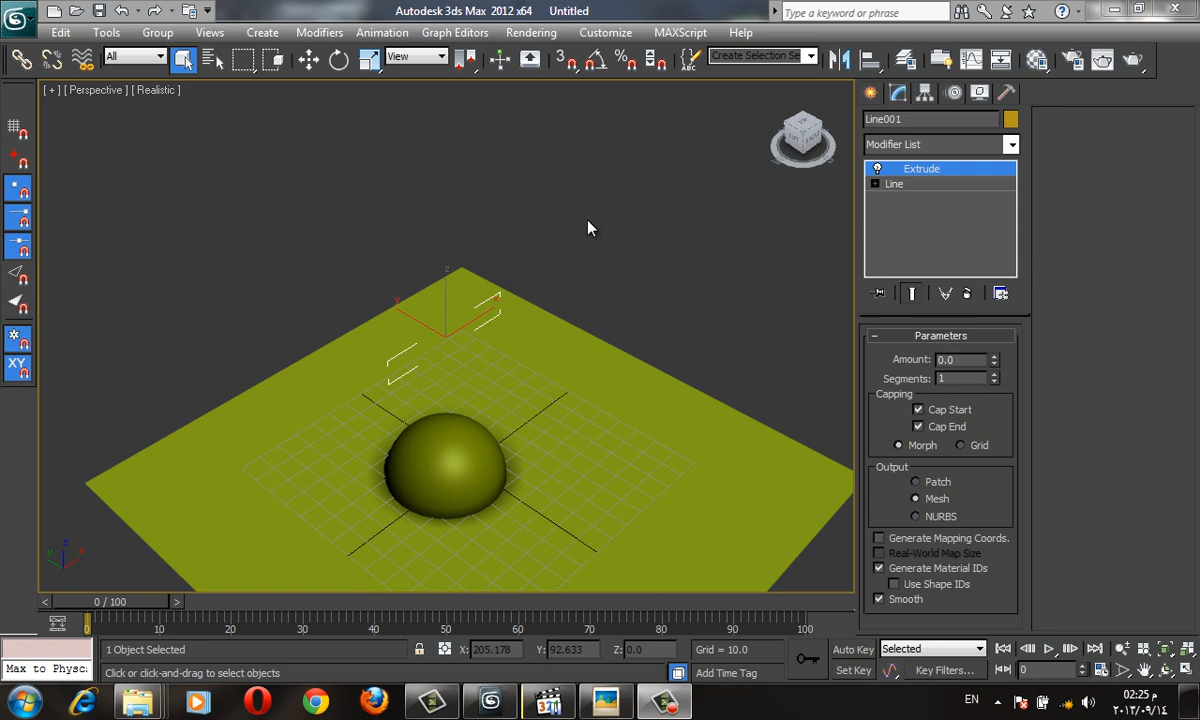 Autodesk 3ds Max 2012 x64 Untitled
Type a keyword or phrase
Edit Tools Group Views Create Modifiers Animation Graph Editors Rendering Customize MAXScript Help
All
View
3
%
Create Selection Se
[ + ] [ Perspective ] [ Realistic ]
Line001
Modifier List
Extrude
Line
z
x
XY
Parameters
Amount: 0.0
Segments: 1
Capping
Cap Start
Cap End
Morph Grid
Output
Patch
Mesh
NURBS
Generate Mapping Coords.
Real-World Map Size
Generate Material IDs
Use Shape IDs
Smooth
z
y x
< 0 / 100 >
0 10 20 30 40 50 60 70 80 90 100
1 Object Selected X: 205.178 Y: 92.633 Z: 0.0 Grid = 10.0 Auto Key Selected
Max to Physc
Click or click-and-drag to select objects Add Time Tag Set Key Key Filters... 0
EN
02:25 م
٢٠١٣/٠٩/١٤